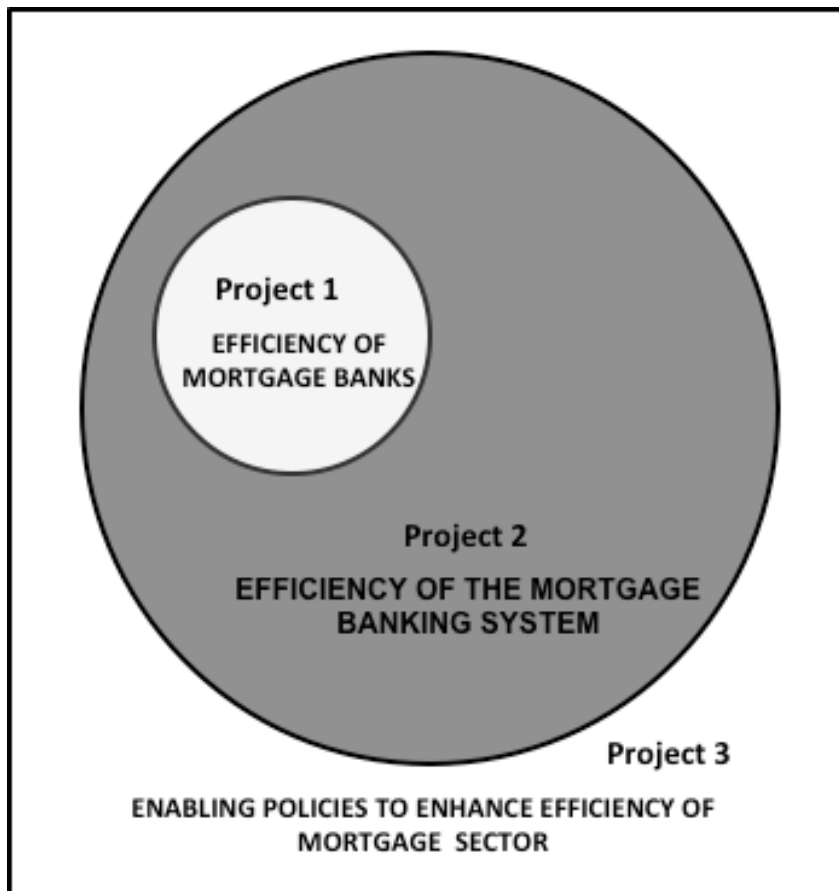 Project 1
EFFICIENCY OF
MORTGAGE BANKS
Project 2
EFFICIENCY OF THE MORTGAGE
BANKING SYSTEM
Project 3
ENABLING POLICIES TO ENHANCE EFFICIENCY OF
MORTGAGE SECTOR